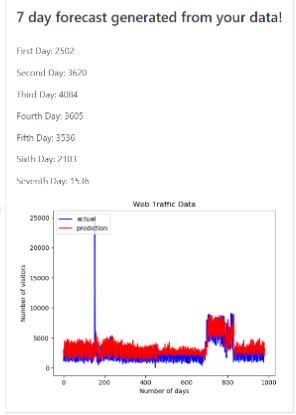 7 day forecast generated from your data!
First Day: 2502
Second Day: 3620
Third Day: 4084
Fourth Day: 3605
Fifth Day: 3536
Sixth Day: 2103
Seventh Day: 1536
Web Traffic Data
25000
20000
15000
10000
5000
0
actual
prediction
Number of visitors
0 200 400 600 800 1000
Number of days